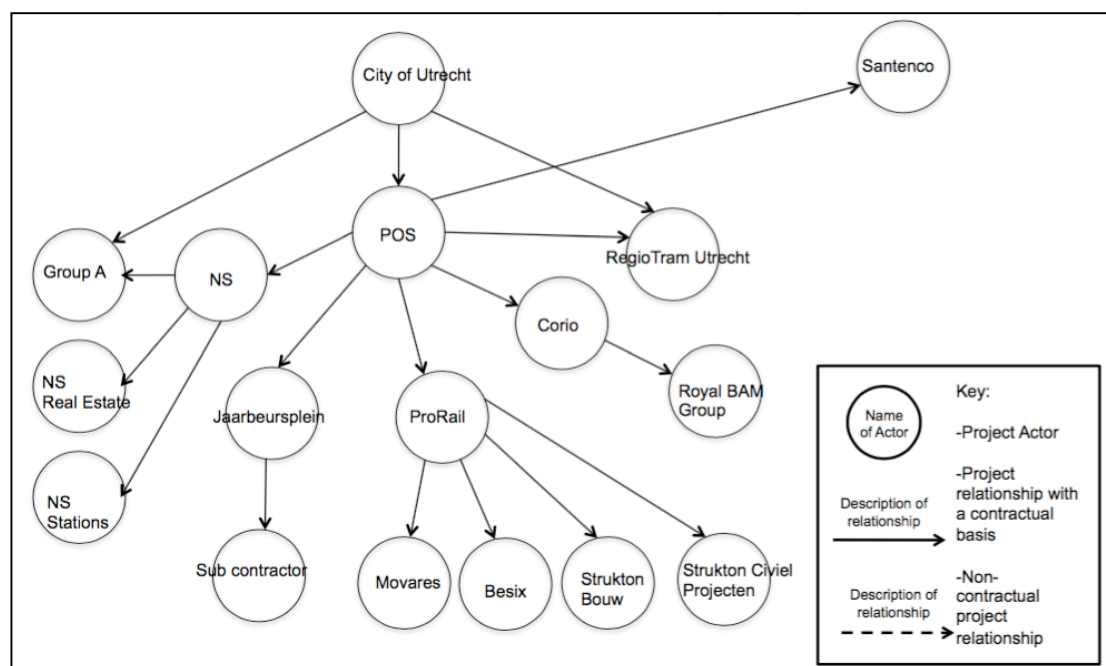 City of Utrecht
Santenco
POS
RegioTram Utrecht
Group A
NS
Corio
NS
Real Estate
Jaarbeursplein
ProRail
Royal BAM
Group
NS
Stations
Sub contractor
Movares
Besix
Strukton
Bouw
Strukton Civiel
Projecten
Name
of Actor
Key:
-Project Actor
-Project
relationship with
a contractual
basis
Description of
relationship
-Non-
contractual
project
relationship
Description of
relationship